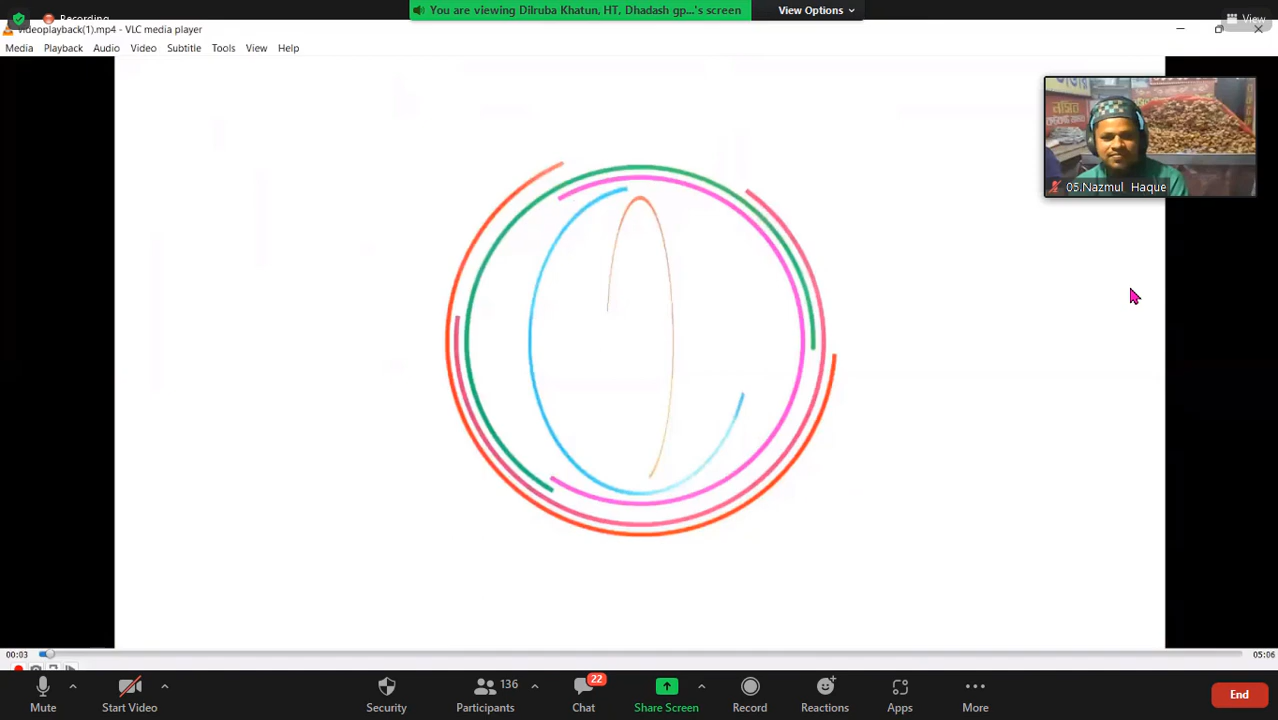 Recording
You are viewing Dilruba Khatun, HT, Dhadash gp...'s screen
View Options
View
videoplayback(1).mp4 - VLC media player
Media Playback Audio Video Subtitle Tools View Help
05.Nazmul Haque
00:03
05:06
136
22
Mute
Start Video
Security
Participants
Chat
Share Screen
Record
Reactions
Apps
More
End